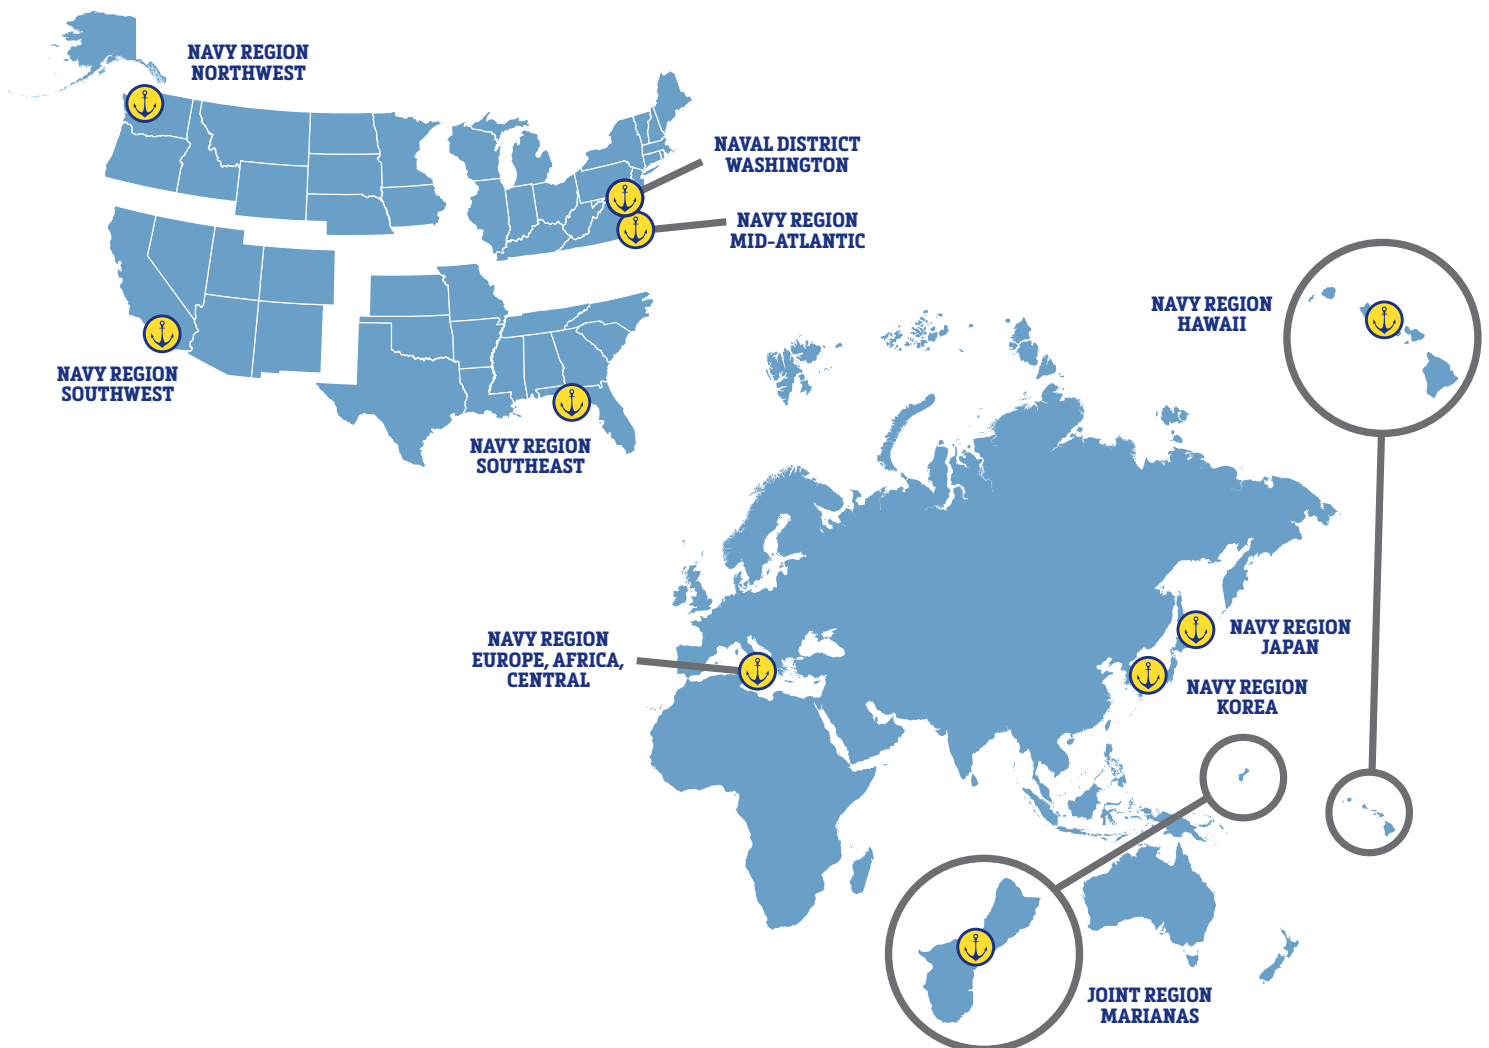 NAVY REGION
NORTHWEST
NAVAL DISTRICT
WASHINGTON
NAVY REGION
MID-ATLANTIC
NAVY REGION
HAWAII
NAVY REGION
SOUTHWEST
NAVY REGION
SOUTHEAST
NAVY REGION
EUROPE, AFRICA,
CENTRAL
NAVY REGION
JAPAN
NAVY REGION
KOREA
JOINT REGION
MARIANAS